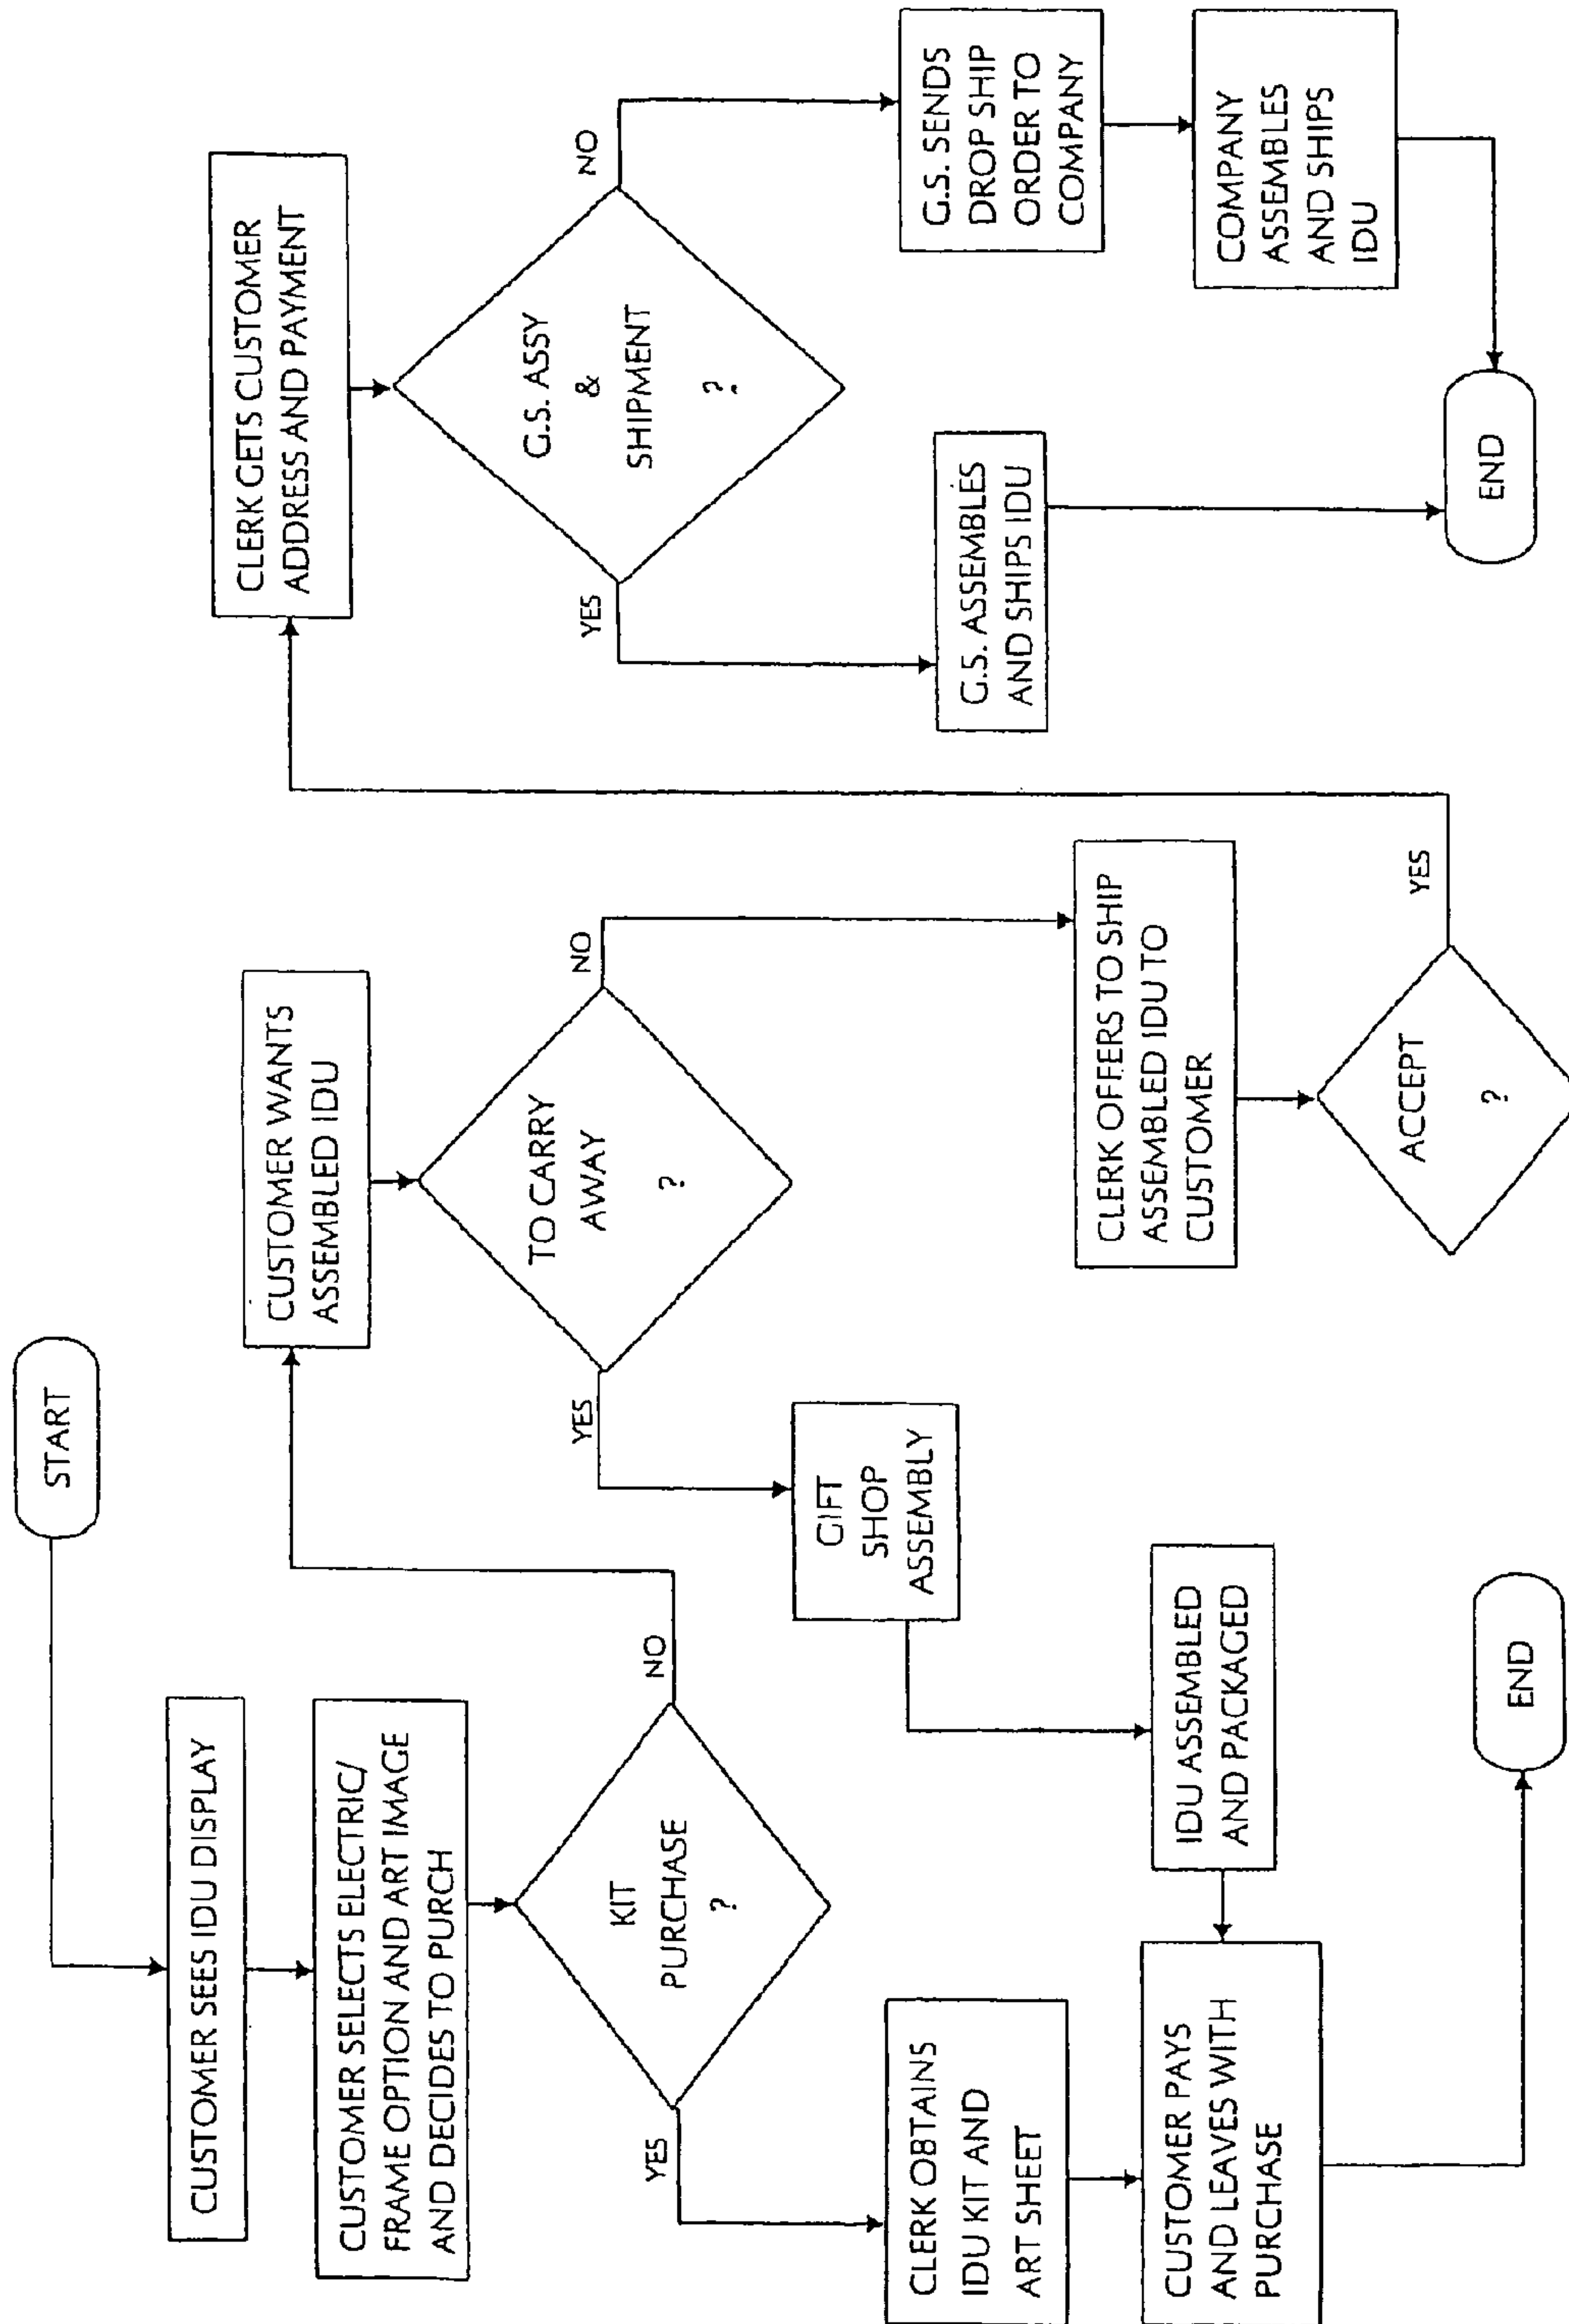 START
CUSTOMER SEES IDU DISPLAY
CUSTOMER SELECTS ELECTRIC/
FRAME OPTION AND ART IMAGE
AND DECIDES TO PURCH
KIT
PURCHASE
?
YES
NO
CLERK OBTAINS
IDU KIT AND
ART SHEET
CUSTOMER PAYS
AND LEAVES WITH
PURCHASE
END
CUSTOMER WANTS
ASSEMBLED IDU
TO CARRY
AWAY
?
YES
NO
GIFT
SHOP
ASSEMBLY
IDU ASSEMBLED
AND PACKAGED
CLERK OFFERS TO SHIP
ASSEMBLED IDU TO
CUSTOMER
ACCEPT
?
YES
CLERK GETS CUSTOMER
ADDRESS AND PAYMENT
G.S. ASSY
&
SHIPMENT
?
YES
NO
G.S. ASSEMBLES
AND SHIPS IDU
G.S. SENDS
DROP SHIP
ORDER TO
COMPANY
COMPANY
ASSEMBLES
AND SHIPS
IDU
END